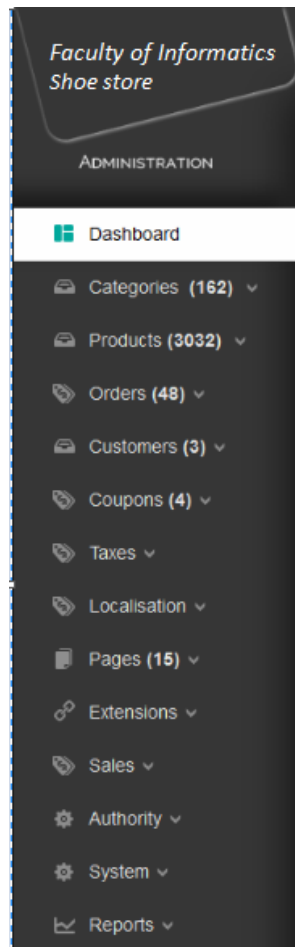 Faculty of Informatics
Shoe store
ADMINISTRATION
Dashboard
Categories (162)
Products (3032)
Orders (48)
Customers (3)
Coupons (4)
Taxes
Localisation
Pages (15)
Extensions
Sales
Authority
System
Reports